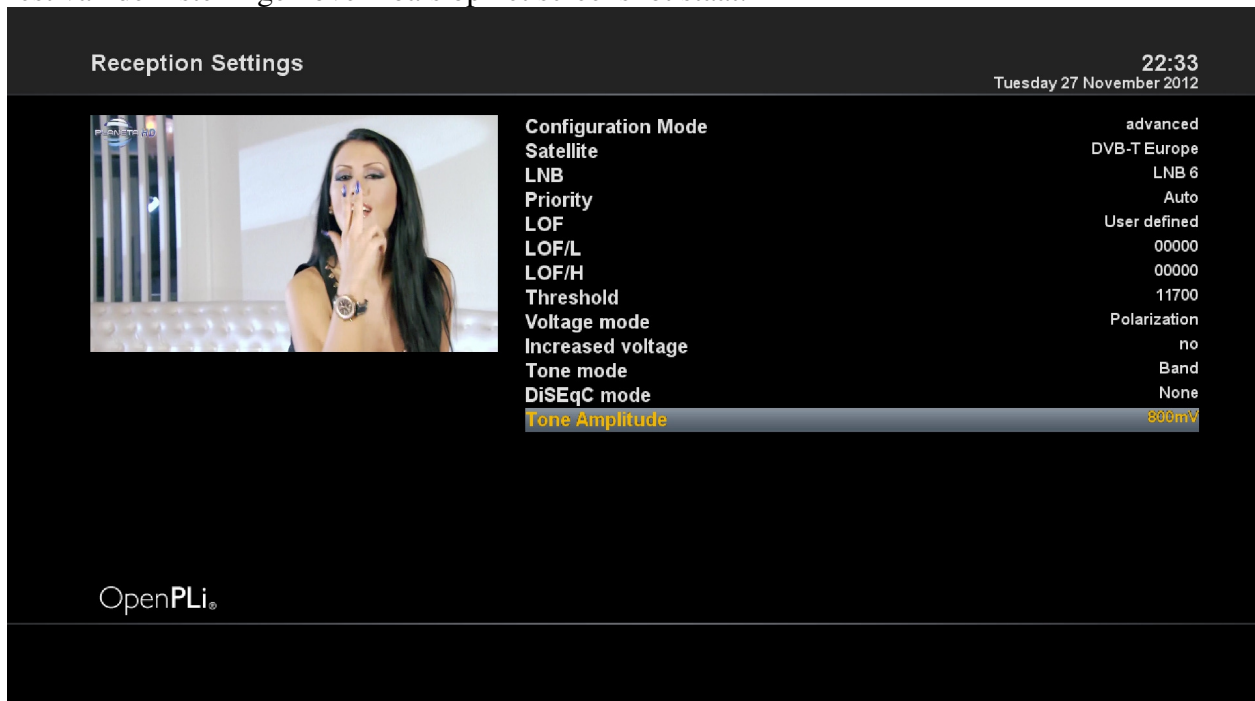 Reception Settings
22:33
Tuesday 27 November 2012
PLANETA HD
Configuration Mode advanced
Satellite DVB-T Europe
LNB LNB 6
Priority Auto
LOF User defined
LOF/L 00000
LOF/H 00000
Threshold 11700
Voltage mode Polarization
Increased voltage no
Tone mode Band
DiSEqC mode None
Tone Amplitude 800mV
OpenPLi®